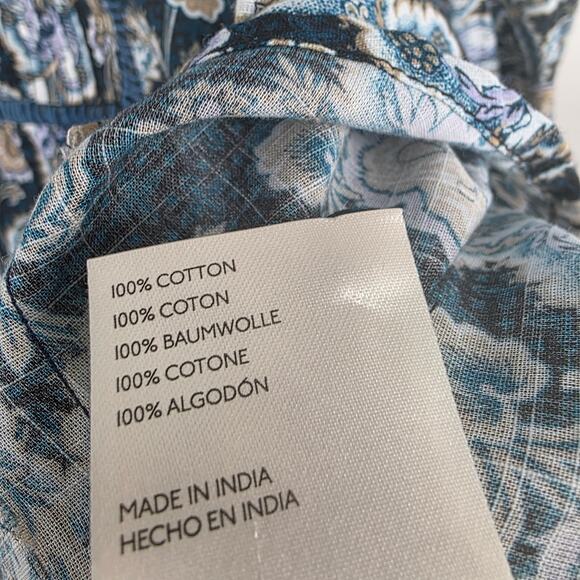 100% COTTON
100% COTON
100% BAUMWOLLE
100% COTONE
100% ALGODÓN
MADE IN INDIA
HECHO EN INDIA